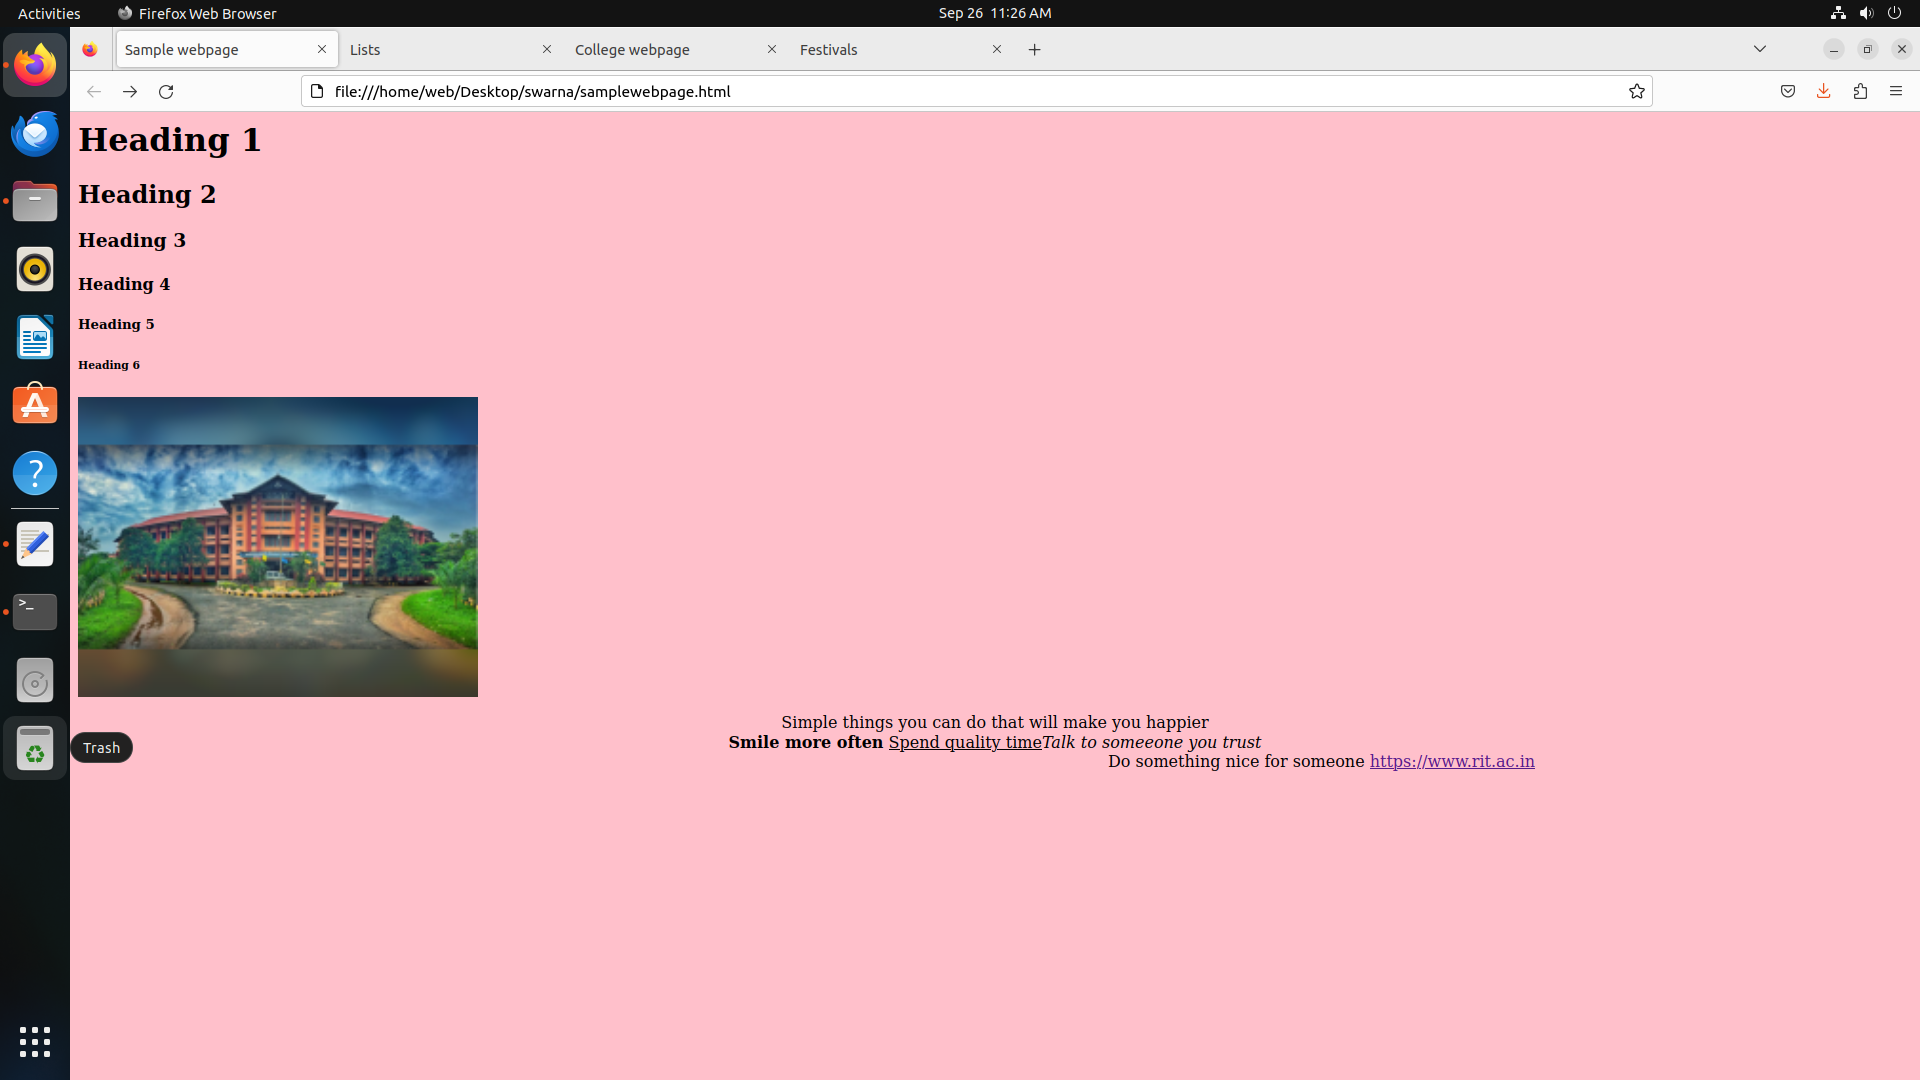 Activities Firefox Web Browser Sep 26 11:26 AM
Sample webpage Lists College webpage Festivals
file:///home/web/Desktop/swarna/samplewebpage.html
Heading 1
Heading 2
Heading 3
Heading 4
Heading 5
Heading 6
Simple things you can do that will make you happier
Smile more often Spend quality timeTalk to someeone you trust
Trash
Do something nice for someone https://www.rit.ac.in